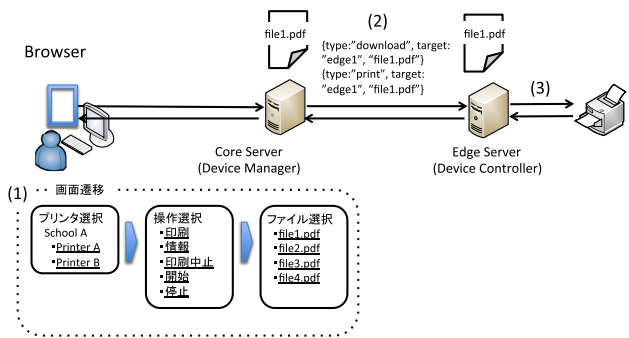 (2)
file1.pdf
file1.pdf
{type:"download", target:
"edge1", "file1.pdf"}
{type:"print", target:
"edge1", "file1.pdf"}
Browser
(3)
Core Server
(Device Manager)
Edge Server
(Device Controller)
(1)
画面遷移
プリンタ選択
School A
▪Printer A
▪Printer B
操作選択
▪印刷
▪情報
▪印刷中止
▪開始
▪停止
ファイル選択
▪file1.pdf
▪file2.pdf
▪file3.pdf
▪file4.pdf